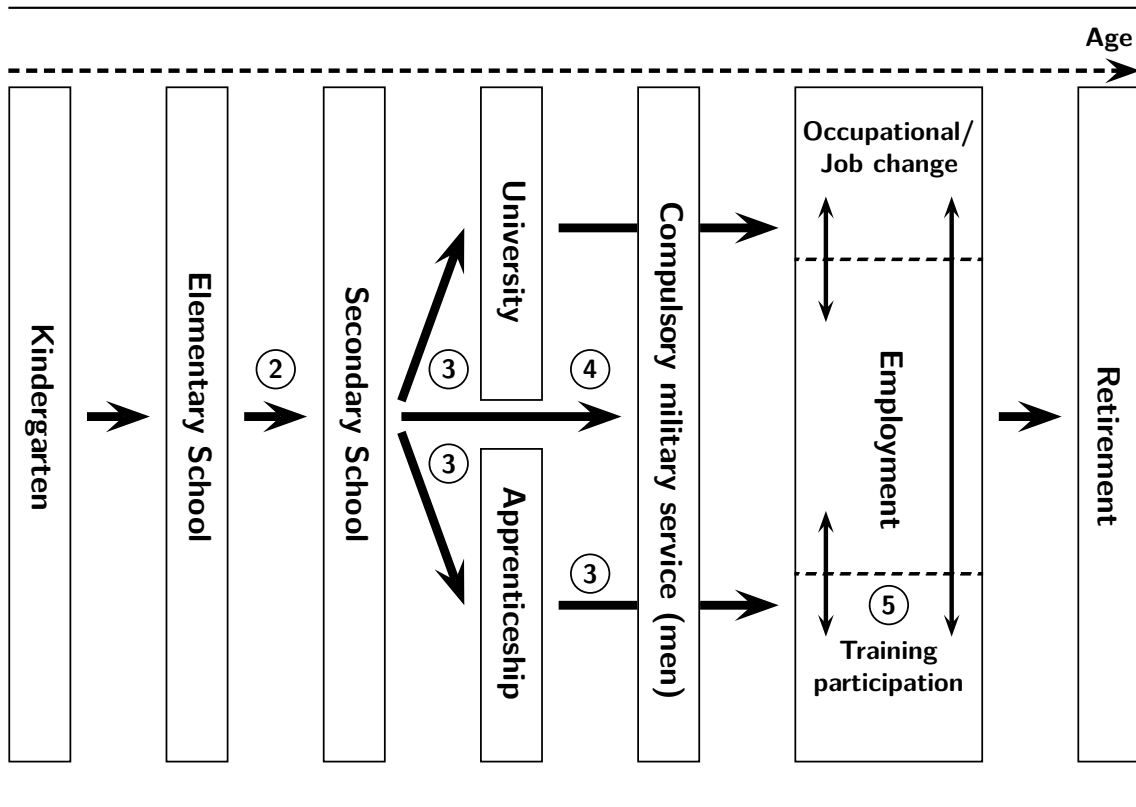 Age
Kindergarten
Elementary School
2
Secondary School
3
3
University
Apprenticeship
4
3
Compulsory military service (men)
Occupational/
Job change
Employment
5
Training
participation
Retirement